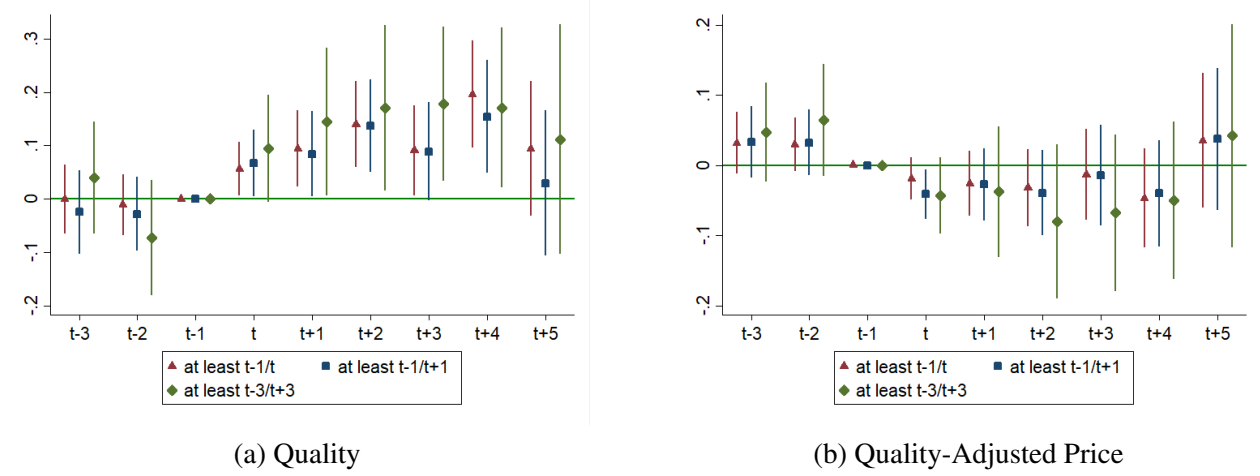 .3
.2
.1
0
-.1
-.2
t-3 t-2 t-1 t t+1 t+2 t+3 t+4 t+5
at least t-1/t at least t-1/t+1
at least t-3/t+3
(a) Quality
.2
.1
0
-.1
-.2
t-3 t-2 t-1 t t+1 t+2 t+3 t+4 t+5
at least t-1/t at least t-1/t+1
at least t-3/t+3
(b) Quality-Adjusted Price